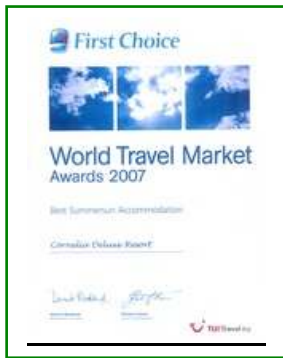 First Choice
World Travel Market
Awards 2007
Best Summersun Accommodation
Cornelia Deluxe Resort
TUI Travel PLC